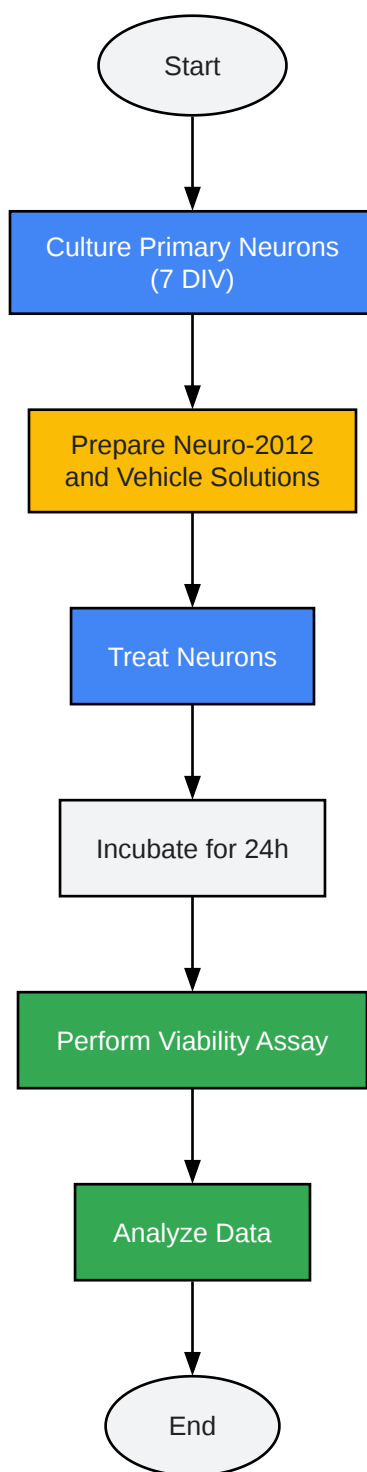 Start
Culture Primary Neurons
(7 DIV)
Prepare Neuro-2012
and Vehicle Solutions
Treat Neurons
Incubate for 24h
Perform Viability Assay
Analyze Data
End